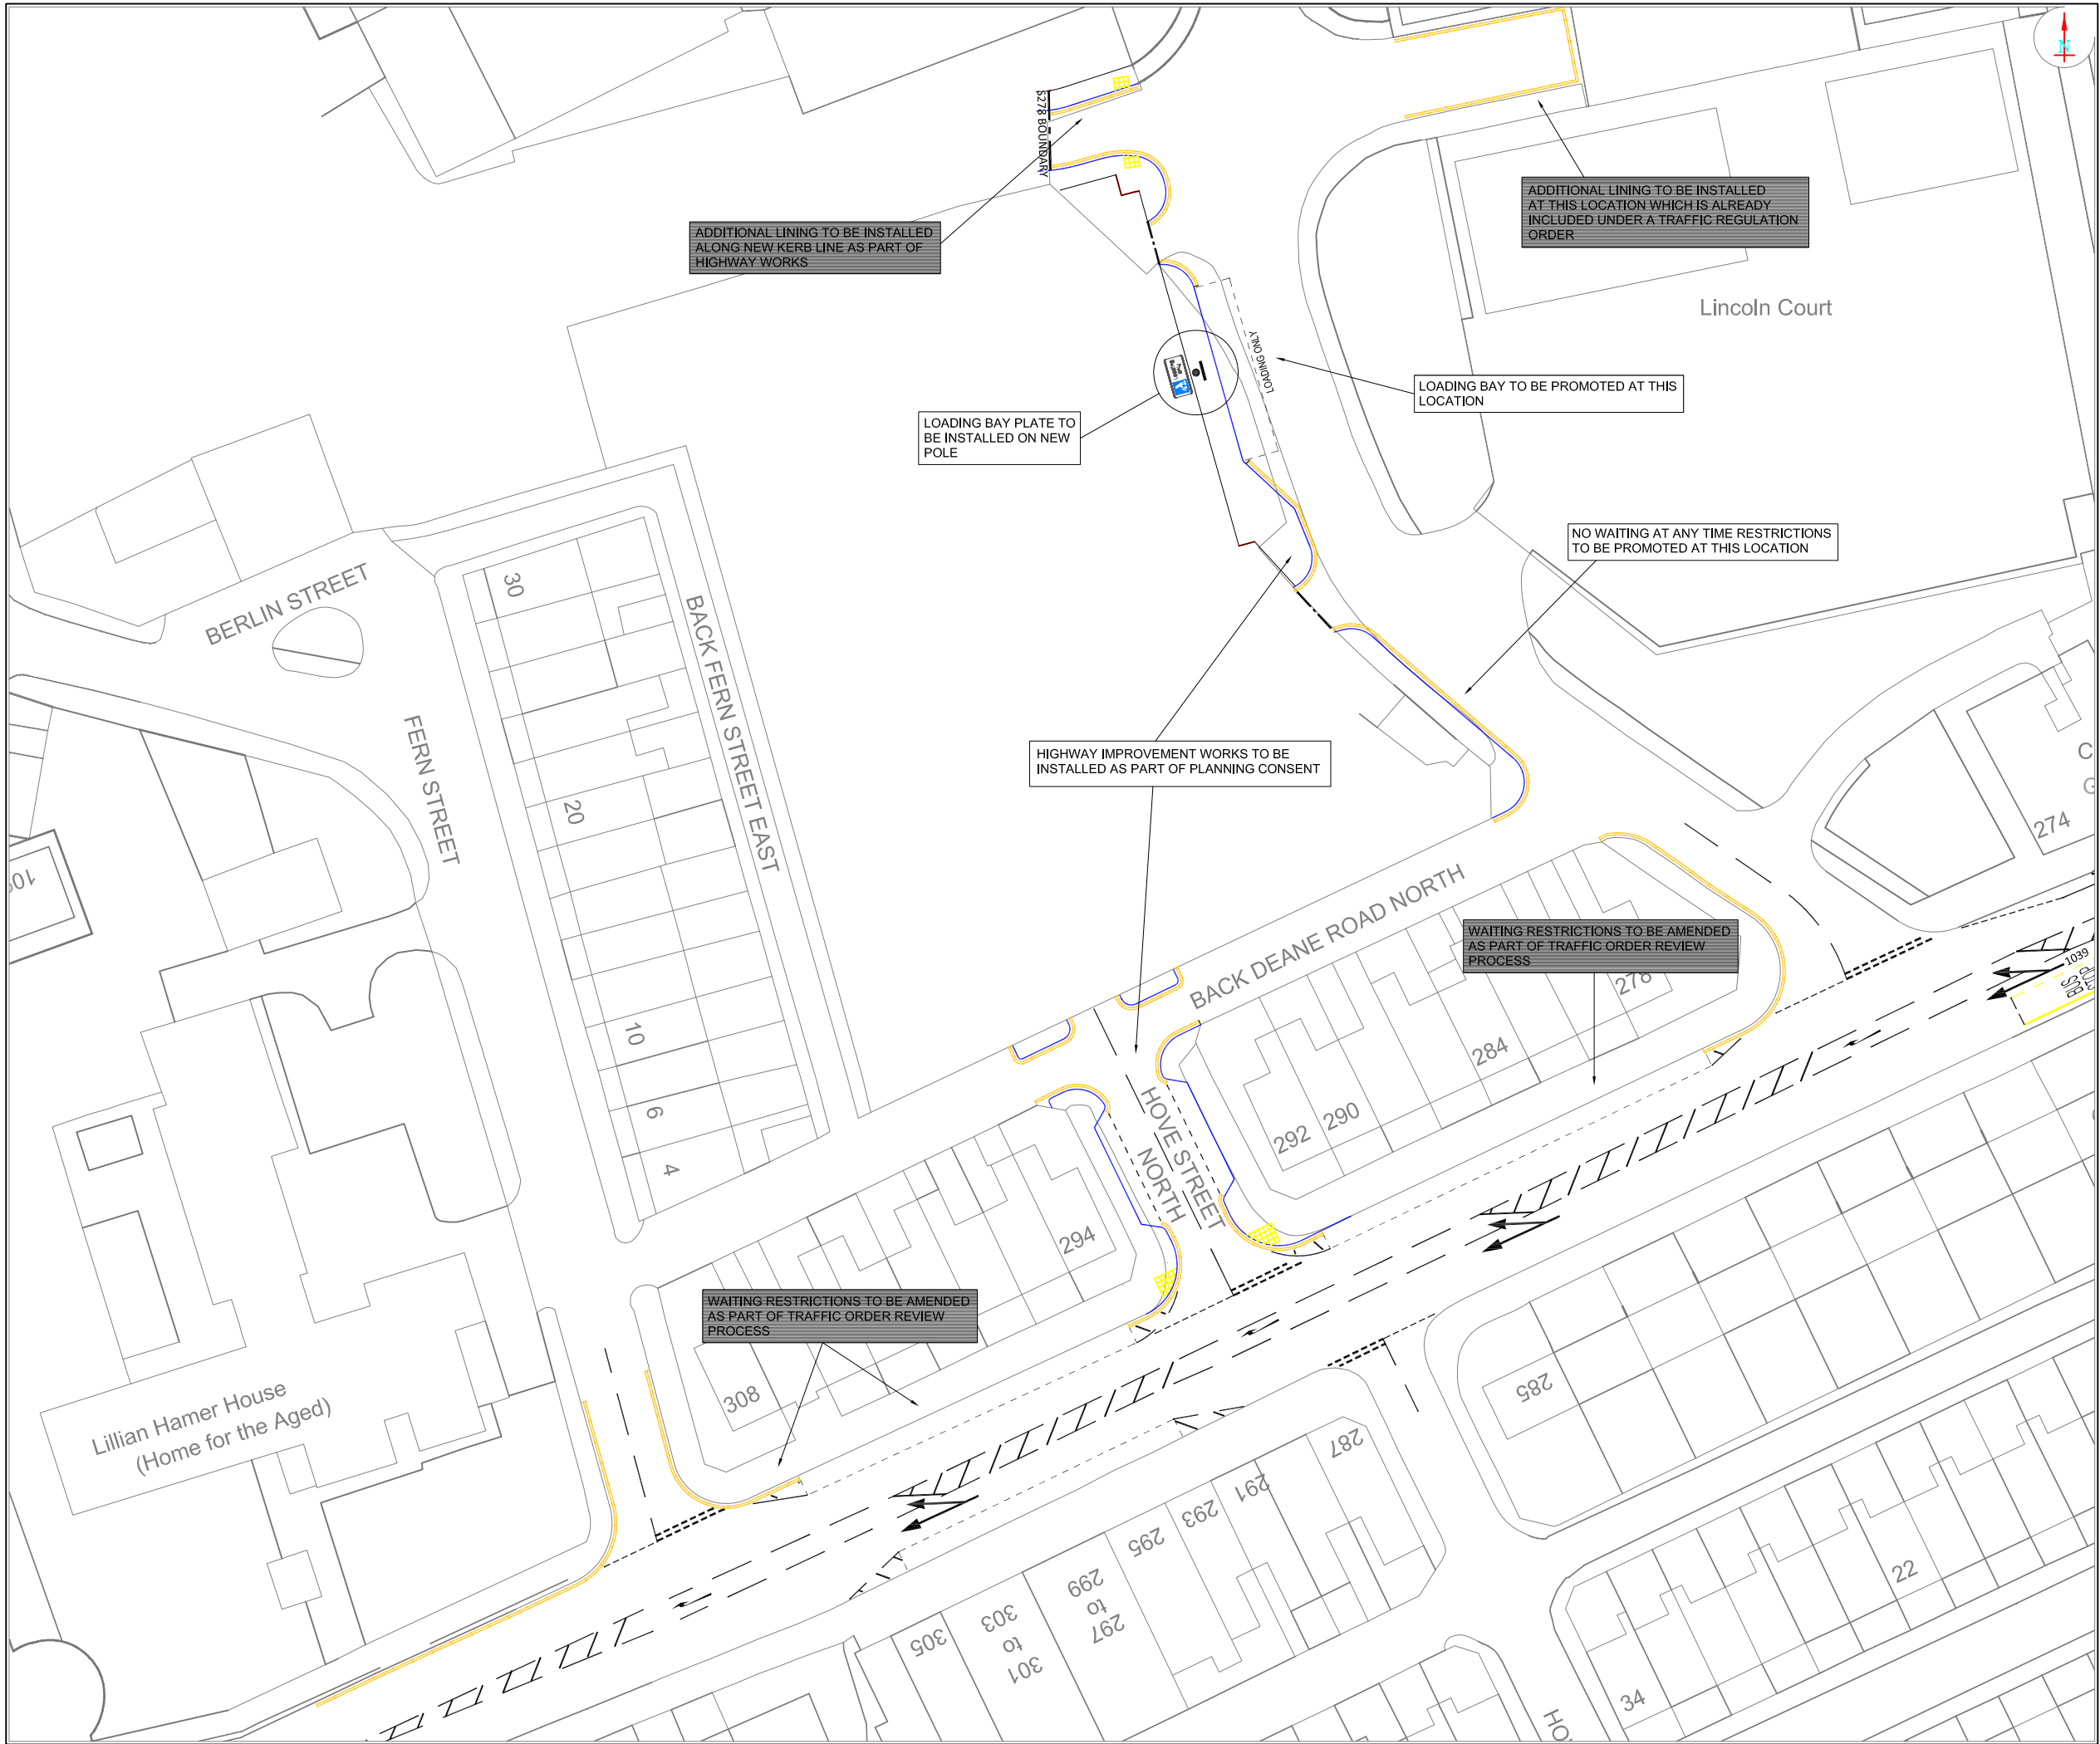 N
S278 BOUNDARY
ADDITIONAL LINING TO BE INSTALLED
ALONG NEW KERB LINE AS PART OF
HIGHWAY WORKS
ADDITIONAL LINING TO BE INSTALLED
AT THIS LOCATION WHICH IS ALREADY
INCLUDED UNDER A TRAFFIC REGULATION
ORDER
Lincoln Court
LOADING ONLY
LOADING BAY TO BE PROMOTED AT THIS
LOCATION
LOADING BAY PLATE TO
BE INSTALLED ON NEW
POLE
NO WAITING AT ANY TIME RESTRICTIONS
TO BE PROMOTED AT THIS LOCATION
BERLIN STREET
30
BACK FERN STREET EAST
FERN STREET
20
HIGHWAY IMPROVEMENT WORKS TO BE
INSTALLED AS PART OF PLANNING CONSENT
C
G
274
BACK DEANE ROAD NORTH
WAITING RESTRICTIONS TO BE AMENDED
AS PART OF TRAFFIC ORDER REVIEW
PROCESS
278
1039
BUS
STOP
10
284
290
292
6
4
HOVE STREET
NORTH
294
WAITING RESTRICTIONS TO BE AMENDED
AS PART OF TRAFFIC ORDER REVIEW
PROCESS
308
285
Lillian Hamer House
(Home for the Aged)
287
291
293
295
297
to
299
301
to
303
305
22
34
HO